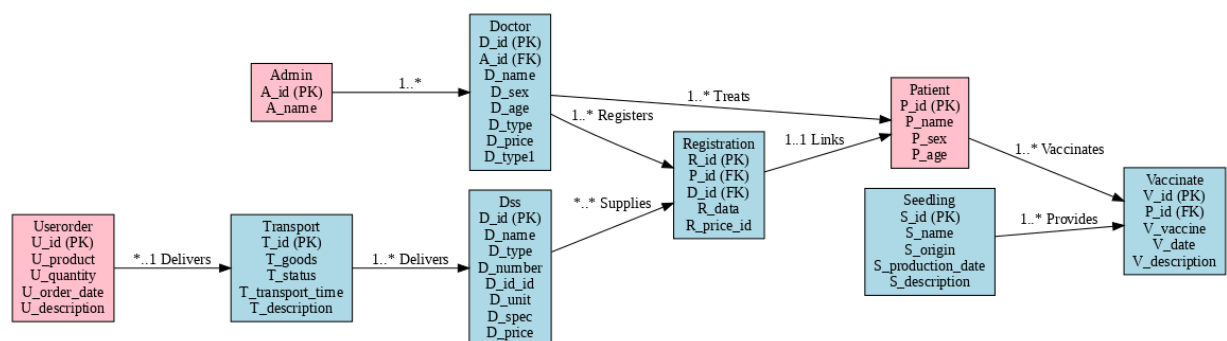 Admin
A_id (PK)
A_name
1..*
Doctor
D_id (PK)
A_id (FK)
D_name
D_sex
D_age
D_type
D_price
D_type1
1..* Treats
1..* Registers
Registration
R_id (PK)
P_id (FK)
D_id (FK)
R_data
R_price_id
1..1 Links
Patient
P_id (PK)
P_name
P_sex
P_age
1..* Vaccinates
Userorder
U_id (PK)
U_product
U_quantity
U_order_date
U_description
*..1 Delivers
Transport
T_id (PK)
T_goods
T_status
T_transport_time
T_description
1..* Delivers
Dss
D_id (PK)
D_name
D_type
D_number
D_id_id
D_unit
D_spec
D_price
*..* Supplies
Seedling
S_id (PK)
S_name
S_origin
S_production_date
S_description
1..* Provides
Vaccinate
V_id (PK)
P_id (FK)
V_vaccine
V_date
V_description